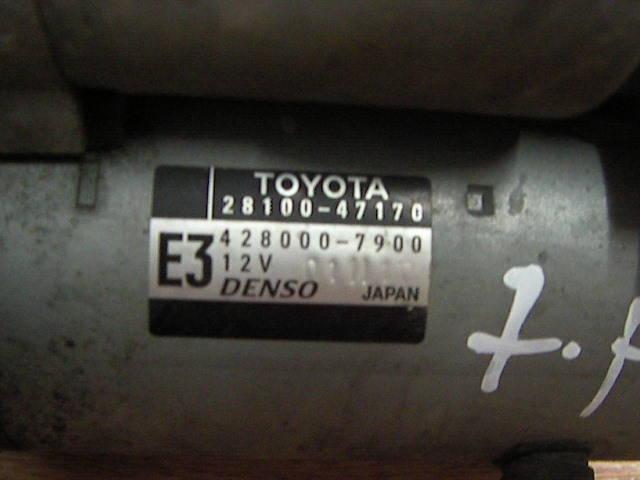 TOYOTA
28100-47170
E3
428000-7900
12V
DENSO JAPAN